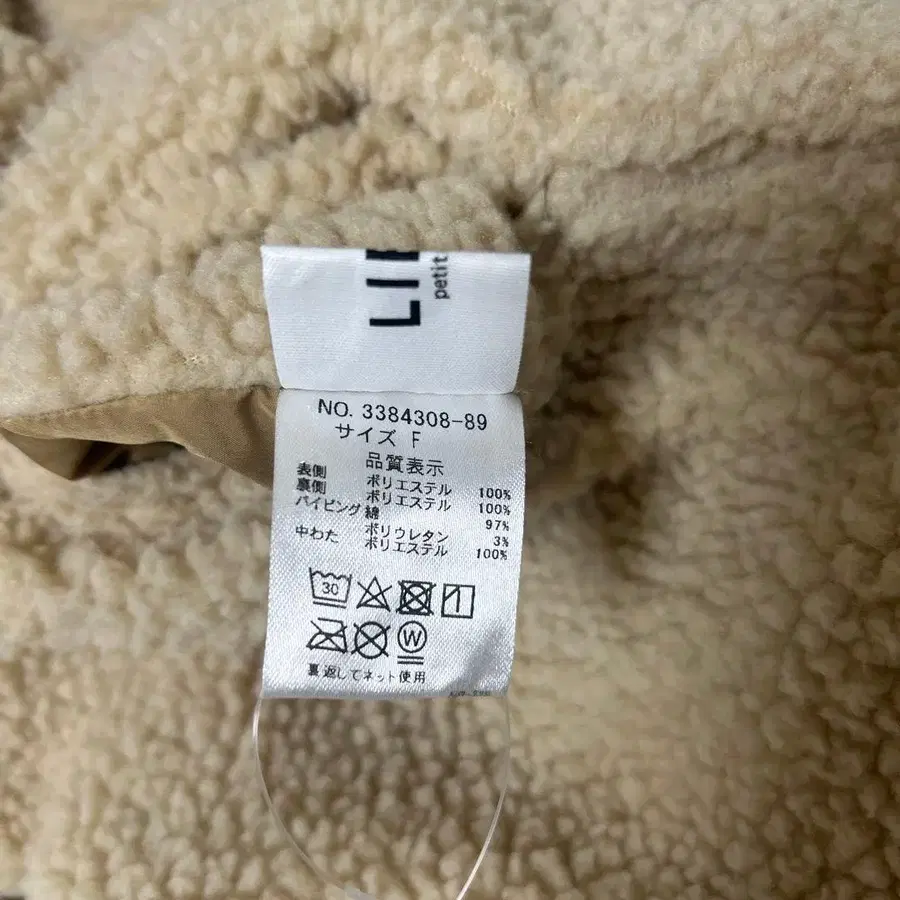 LI
petit
NO. 3384308-89
サイズ F
品質表示
表側 ポリエステル 100%
裏側 ポリエステル 100%
パイピング 綿 97%
ポリウレタン 3%
中わた ポリエステル 100%
30
W
裏返してネット使用